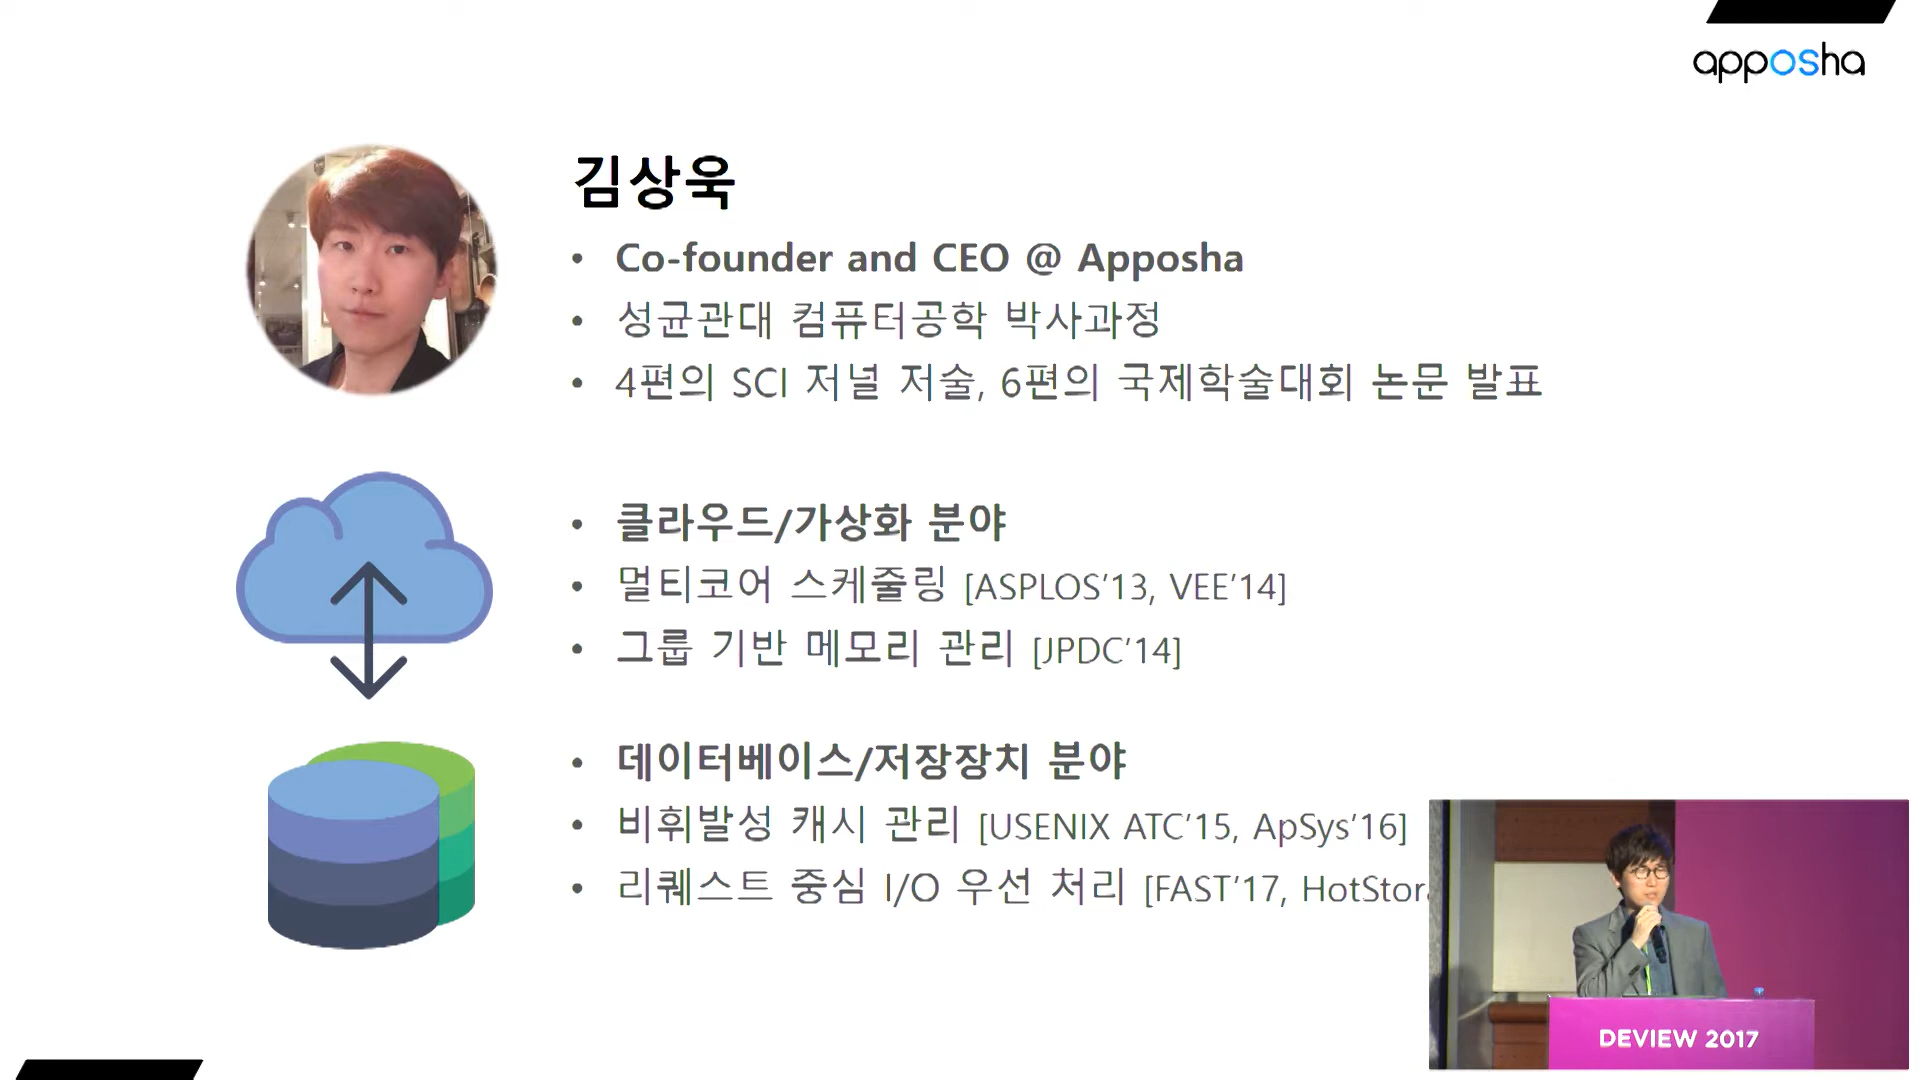 apposha
김상욱
• Co-founder and CEO @ Apposha
• 성균관대 컴퓨터공학 박사과정
• 4편의 SCI 저널 저술, 6편의 국제학술대회 논문 발표
• 클라우드/가상화 분야
• 멀티코어 스케줄링 [ASPLOS’13, VEE’14]
• 그룹 기반 메모리 관리 [JPDC’14]
• 데이터베이스/저장장치 분야
• 비휘발성 캐시 관리 [USENIX ATC’15, ApSys’16]
• 리퀘스트 중심 I/O 우선 처리 [FAST’17,
DEVIEW 2017